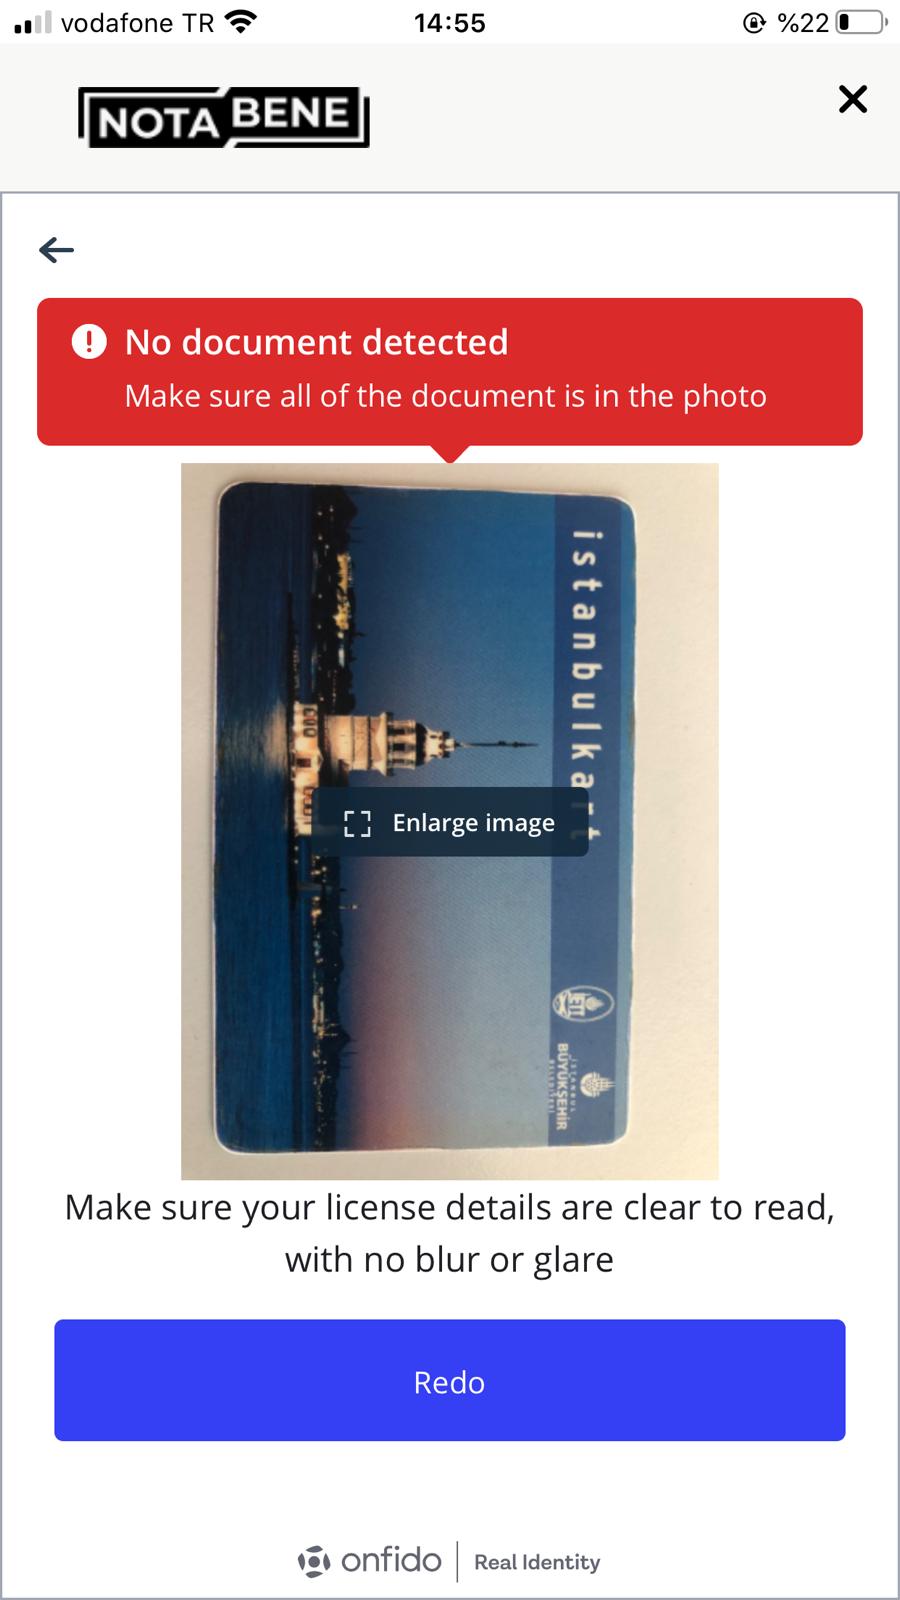 vodafone TR
14:55
%22
NOTA BENE
No document detected
Make sure all of the document is in the photo
istanbulkart
Enlarge image
İETT
İSTANBUL
BÜYÜKŞEHİR
BELEDİYESİ
Make sure your license details are clear to read,
with no blur or glare
Redo
onfido
Real Identity